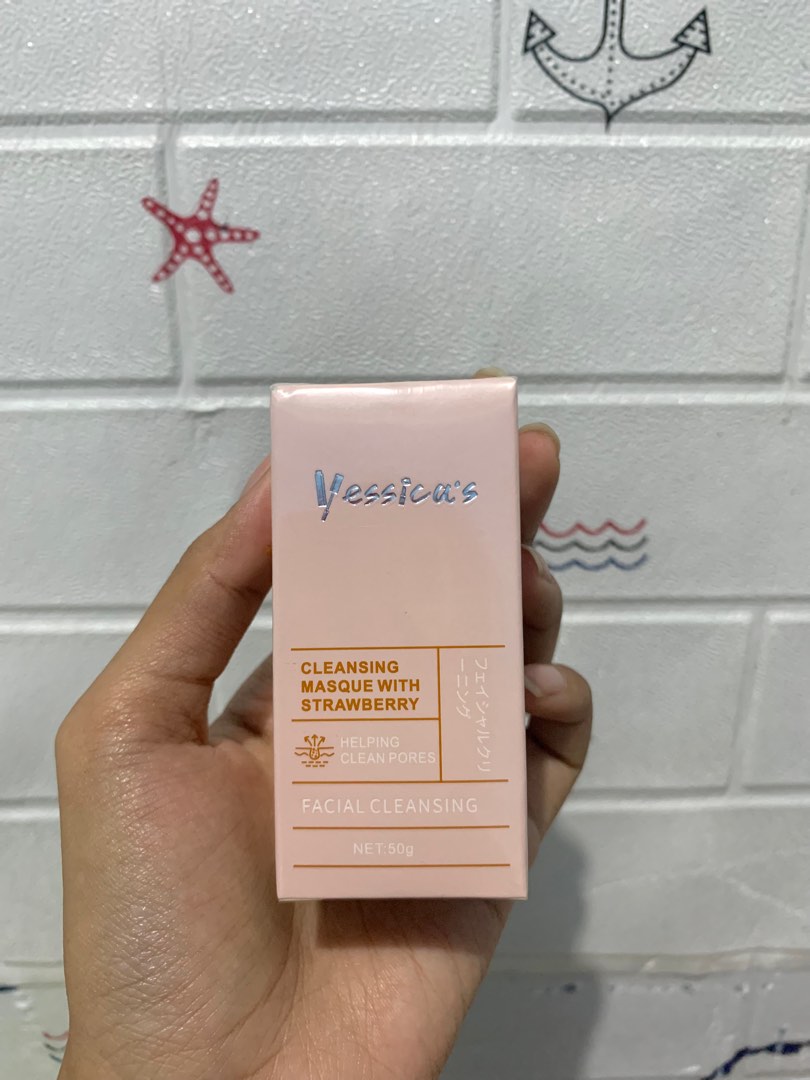 Yessica's
CLEANSING
MASQUE WITH
STRAWBERRY
フェイシャルクリ
ーニング
HELPING
CLEAN PORES
FACIAL CLEANSING
NET:50g